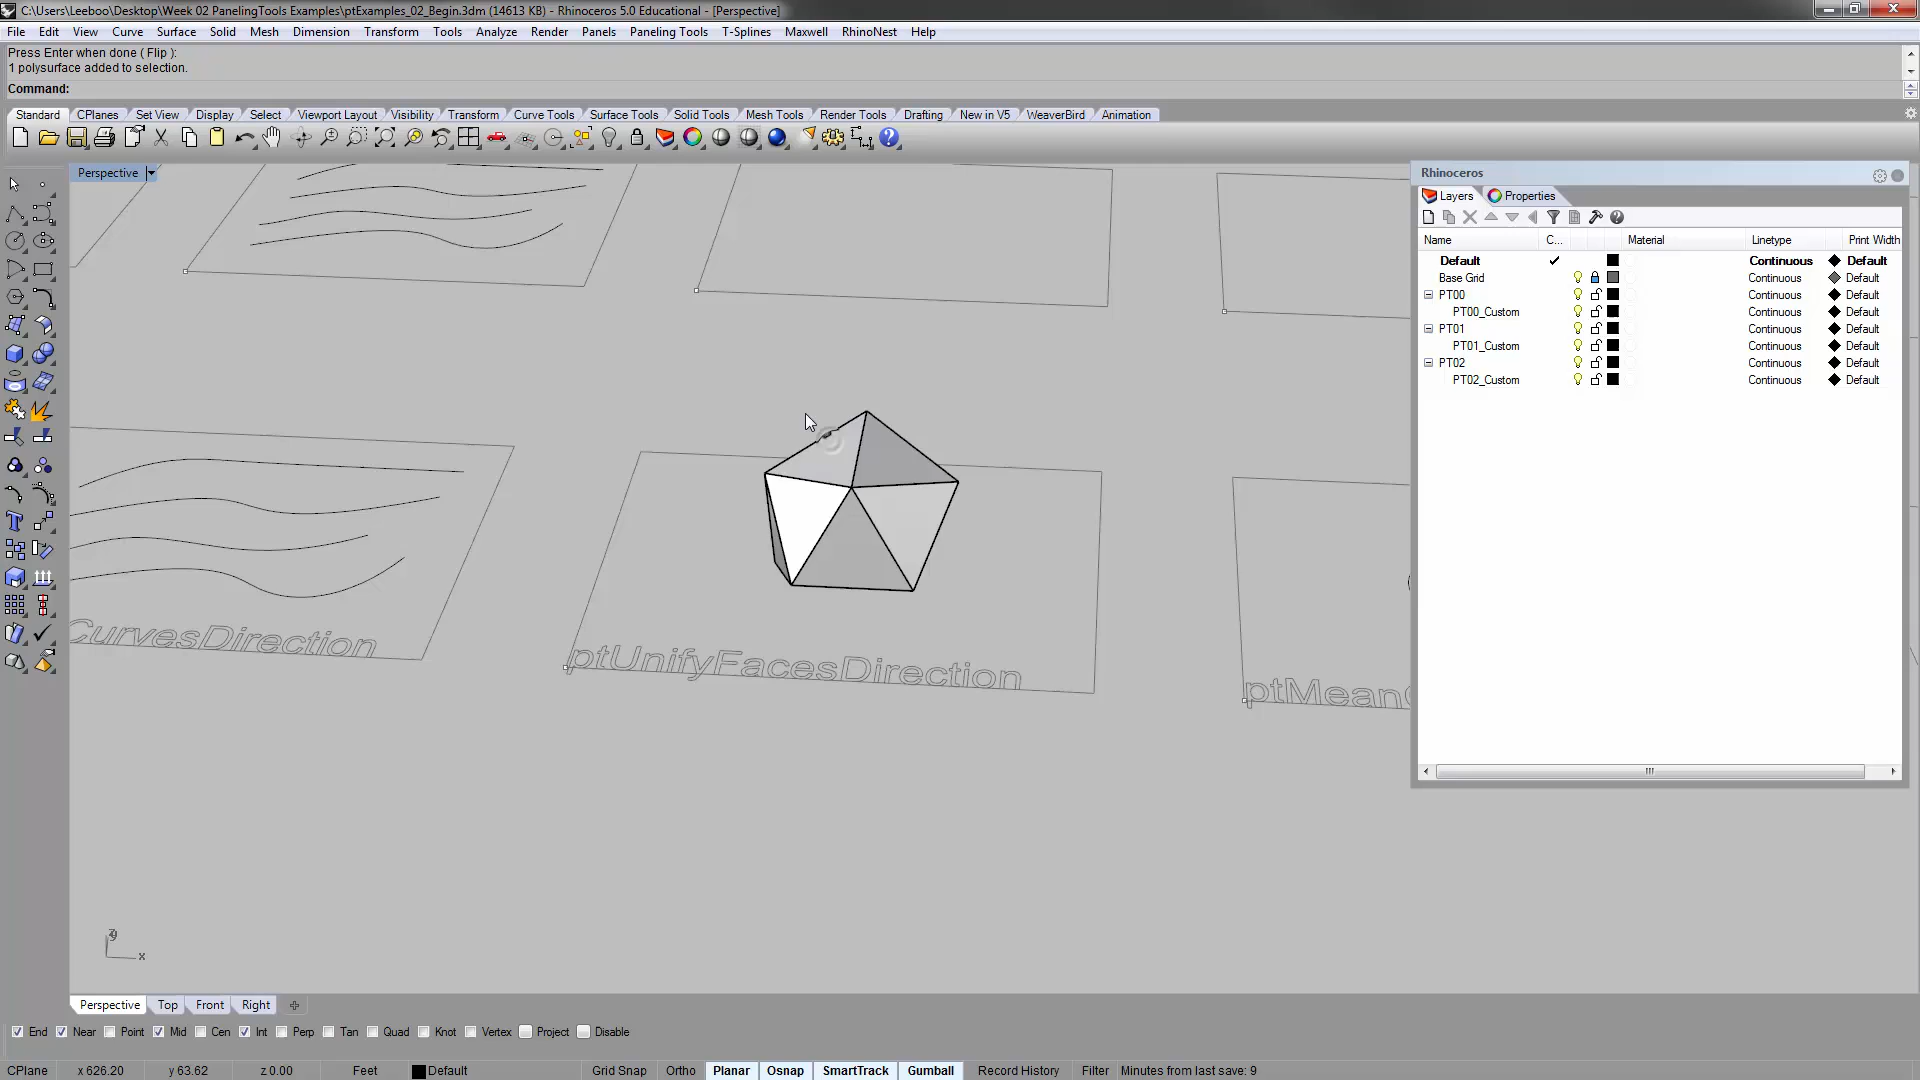 C:\Users\Leeboo\Desktop\Week 02 PanelingTools Examples\ptExamples_02_Begin.3dm (14613 KB) - Rhinoceros 5.0 Educational - [Perspective]
File Edit View Curve Surface Solid Mesh Dimension Transform Tools Analyze Render Panels Paneling Tools T-Splines Maxwell RhinoNest Help
Press Enter when done ( Flip ):
1 polysurface added to selection.
Command:
Standard CPlanes Set View Display Select Viewport Layout Visibility Transform Curve Tools Surface Tools Solid Tools Mesh Tools Render Tools Drafting New in V5 WeaverBird Animation
Perspective
Rhinoceros
Layers Properties
Name C... Material Linetype Print Width
Default Continuous Default
Base Grid Continuous Default
PT00 Continuous Default
PT00_Custom Continuous Default
PT01 Continuous Default
PT01_Custom Continuous Default
PT02 Continuous Default
PT02_Custom Continuous Default
CurvesDirection
ptUnifyFacesDirection
ptMean
x
Perspective Top Front Right
End Near Point Mid Cen Int Perp Tan Quad Knot Vertex Project Disable
CPlane x 626.20 y 63.62 z 0.00 Feet Default Grid Snap Ortho Planar Osnap SmartTrack Gumball Record History Filter Minutes from last save: 9